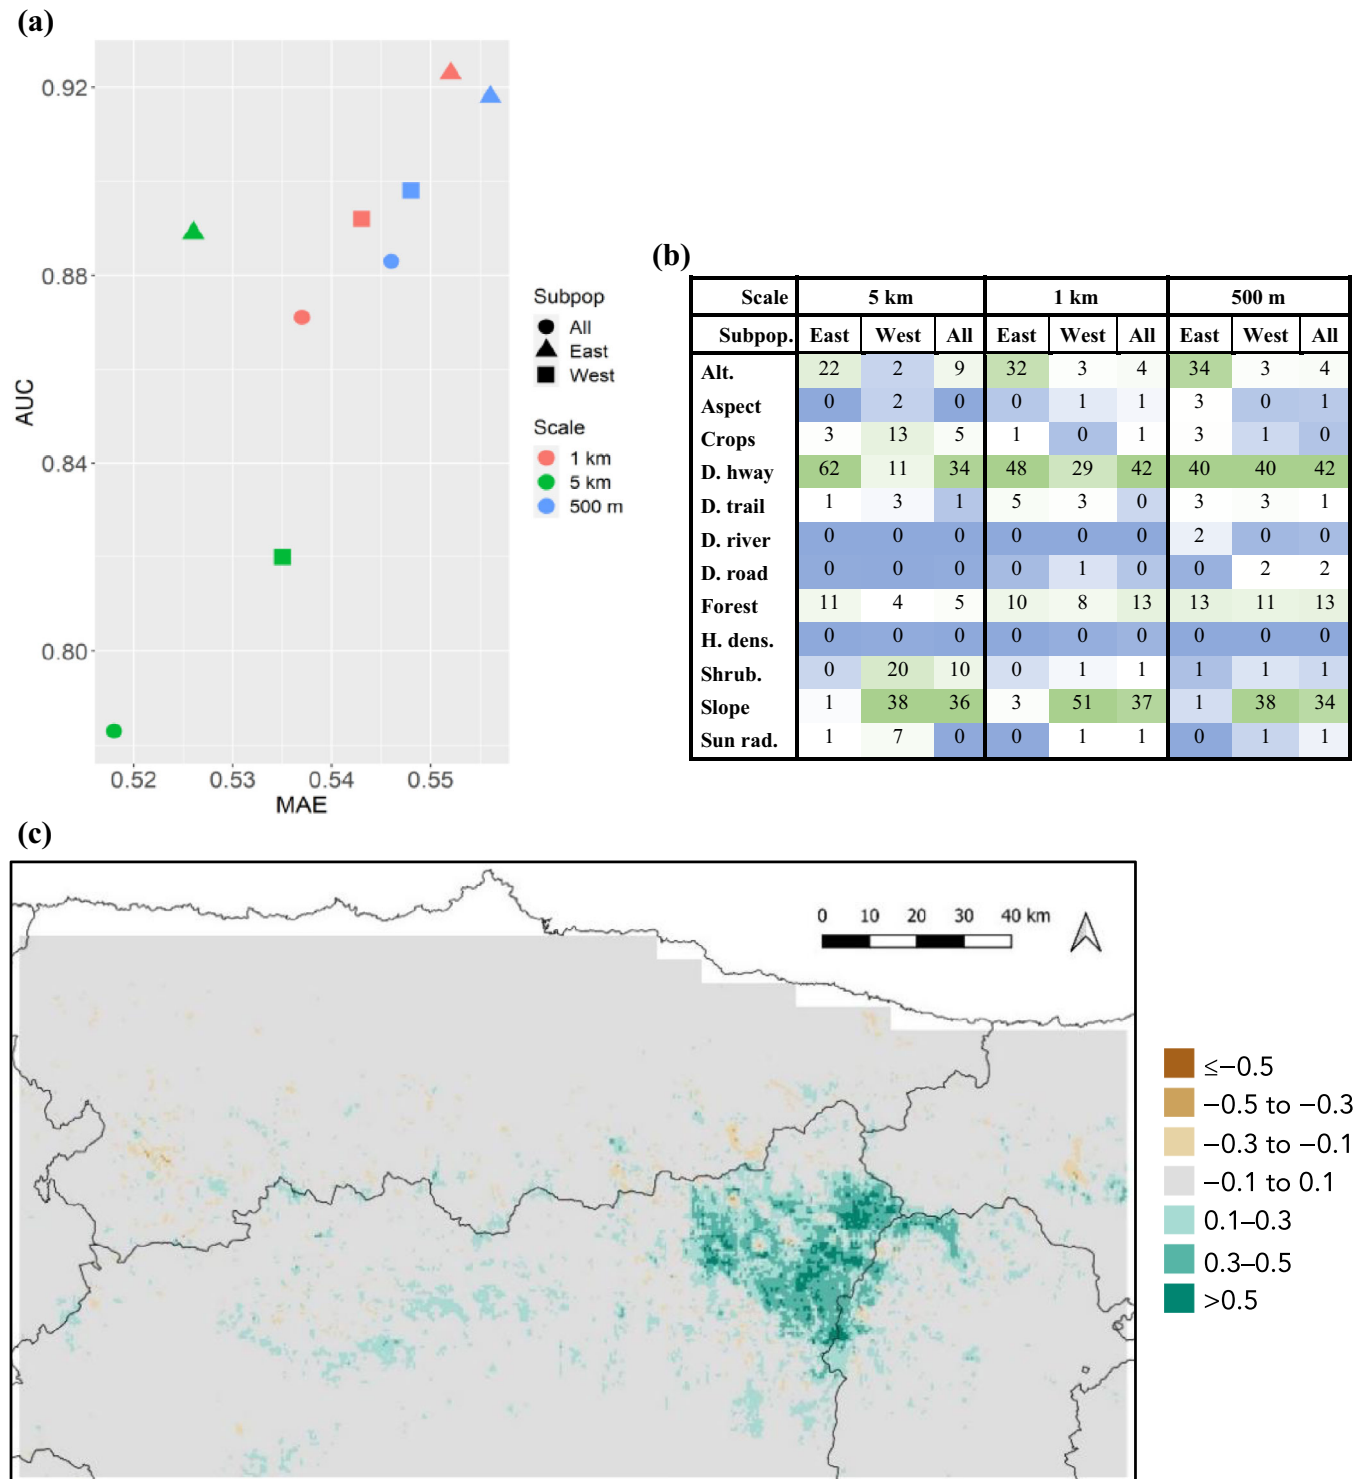 (a)
0.92
0.88
0.84
0.80
AUC
0.52 0.53 0.54 0.55
MAE
Subpop
All
East
West
Scale
1 km
5 km
500 m
(b)
Scale 5 km 1 km 500 m
Subpop. East West All East West All East West All
Alt. 22 2 9 32 3 4 34 3 4
Aspect 0 2 0 0 1 1 3 0 1
Crops 3 13 5 1 0 1 3 1 0
D. hway 62 11 34 48 29 42 40 40 42
D. trail 1 3 1 5 3 0 3 3 1
D. river 0 0 0 0 0 0 2 0 0
D. road 0 0 0 0 1 0 0 2 2
Forest 11 4 5 10 8 13 13 11 13
H. dens. 0 0 0 0 0 0 0 0 0
Shrub. 0 20 10 0 1 1 1 1 1
Slope 1 38 36 3 51 37 1 38 34
Sun rad. 1 7 0 0 1 1 0 1 1
(c)
0 10 20 30 40 km
≤−0.5
−0.5 to −0.3
−0.3 to −0.1
−0.1 to 0.1
0.1–0.3
0.3–0.5
>0.5